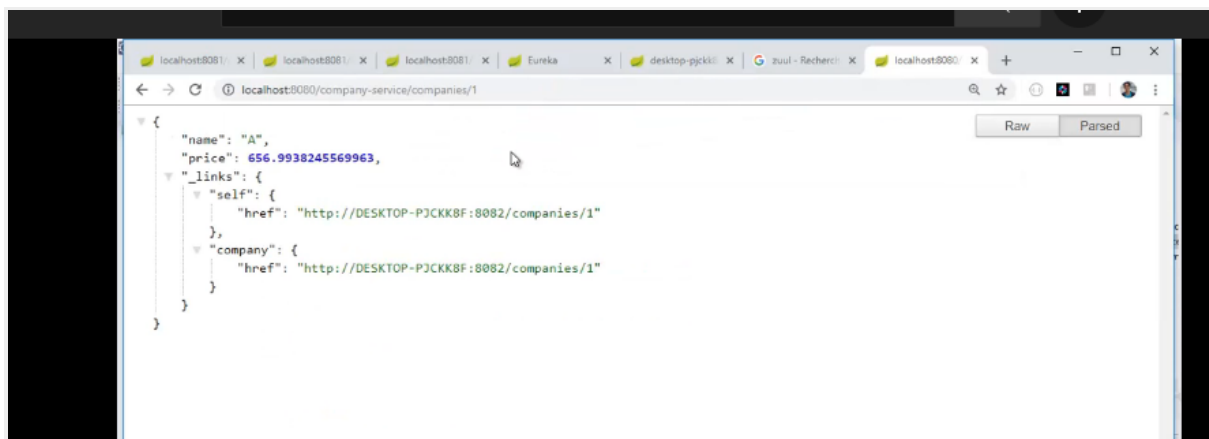 localhost:8081/
localhost:8081/
localhost:8081/
Eureka
desktop-pjckk8
zuul - Recherch
localhost:8080/
localhost:8080/company-service/companies/1
Raw
Parsed
{
"name": "A",
"price": 656.9938245569963,
"_links": {
"self": {
"href": "http://DESKTOP-PJCKK8F:8082/companies/1"
},
"company": {
"href": "http://DESKTOP-PJCKK8F:8082/companies/1"
}
}
}